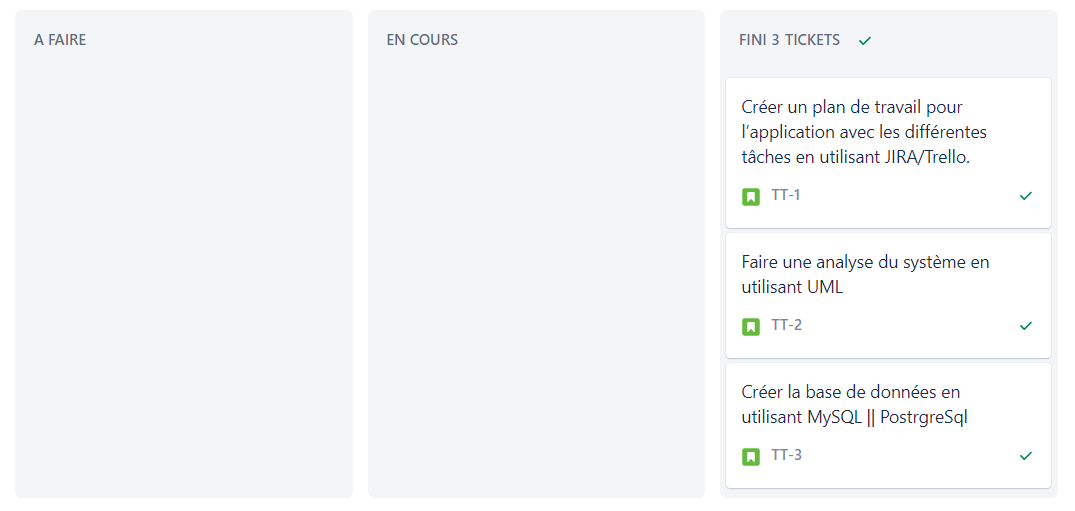 A FAIRE
EN COURS
FINI 3 TICKETS
Créer un plan de travail pour
l’application avec les différentes
tâches en utilisant JIRA/Trello.
TT-1
Faire une analyse du système en
utilisant UML
TT-2
Créer la base de données en
utilisant MySQL || PostrgreSql
TT-3